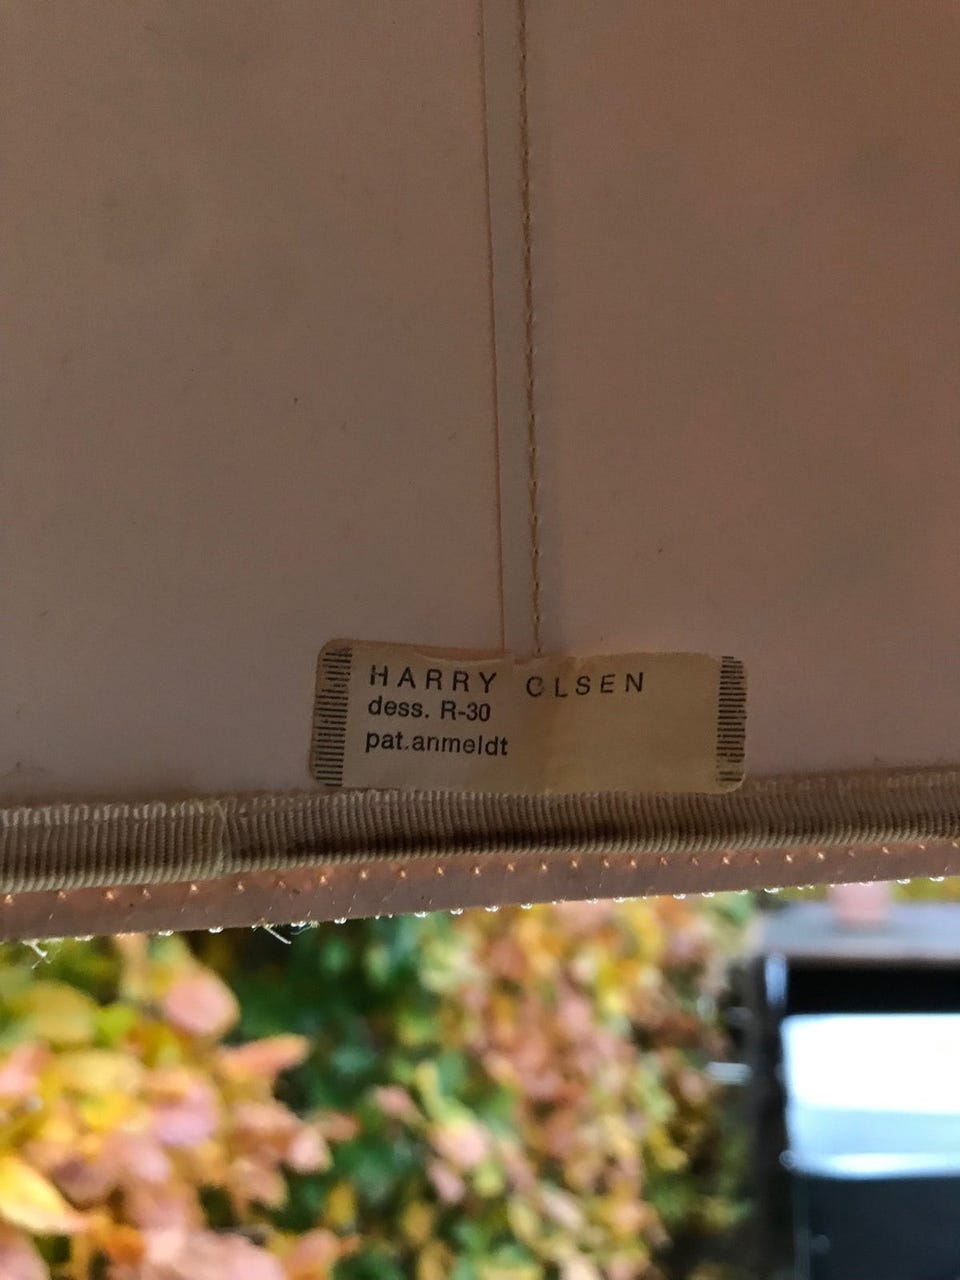 HARRY OLSEN
dess. R-30
pat.anmeldt